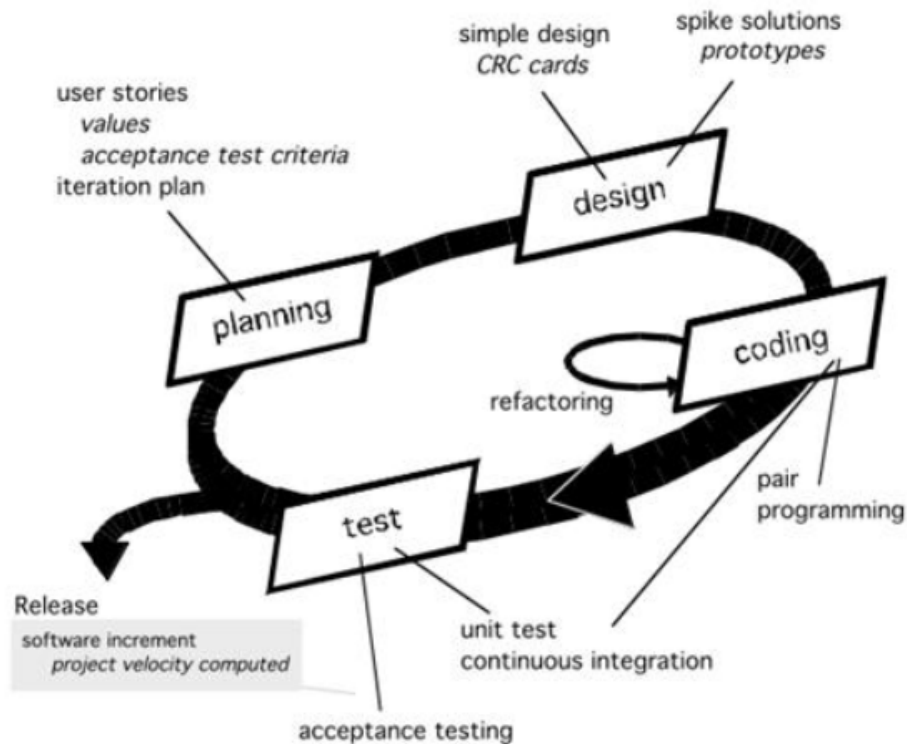 spike solutions
prototypes
simple design
CRC cards
user stories
values
acceptance test criteria
iteration plan
design
planning
coding
refactoring
pair
programming
test
Release
software increment
project velocity computed
unit test
continuous integration
acceptance testing